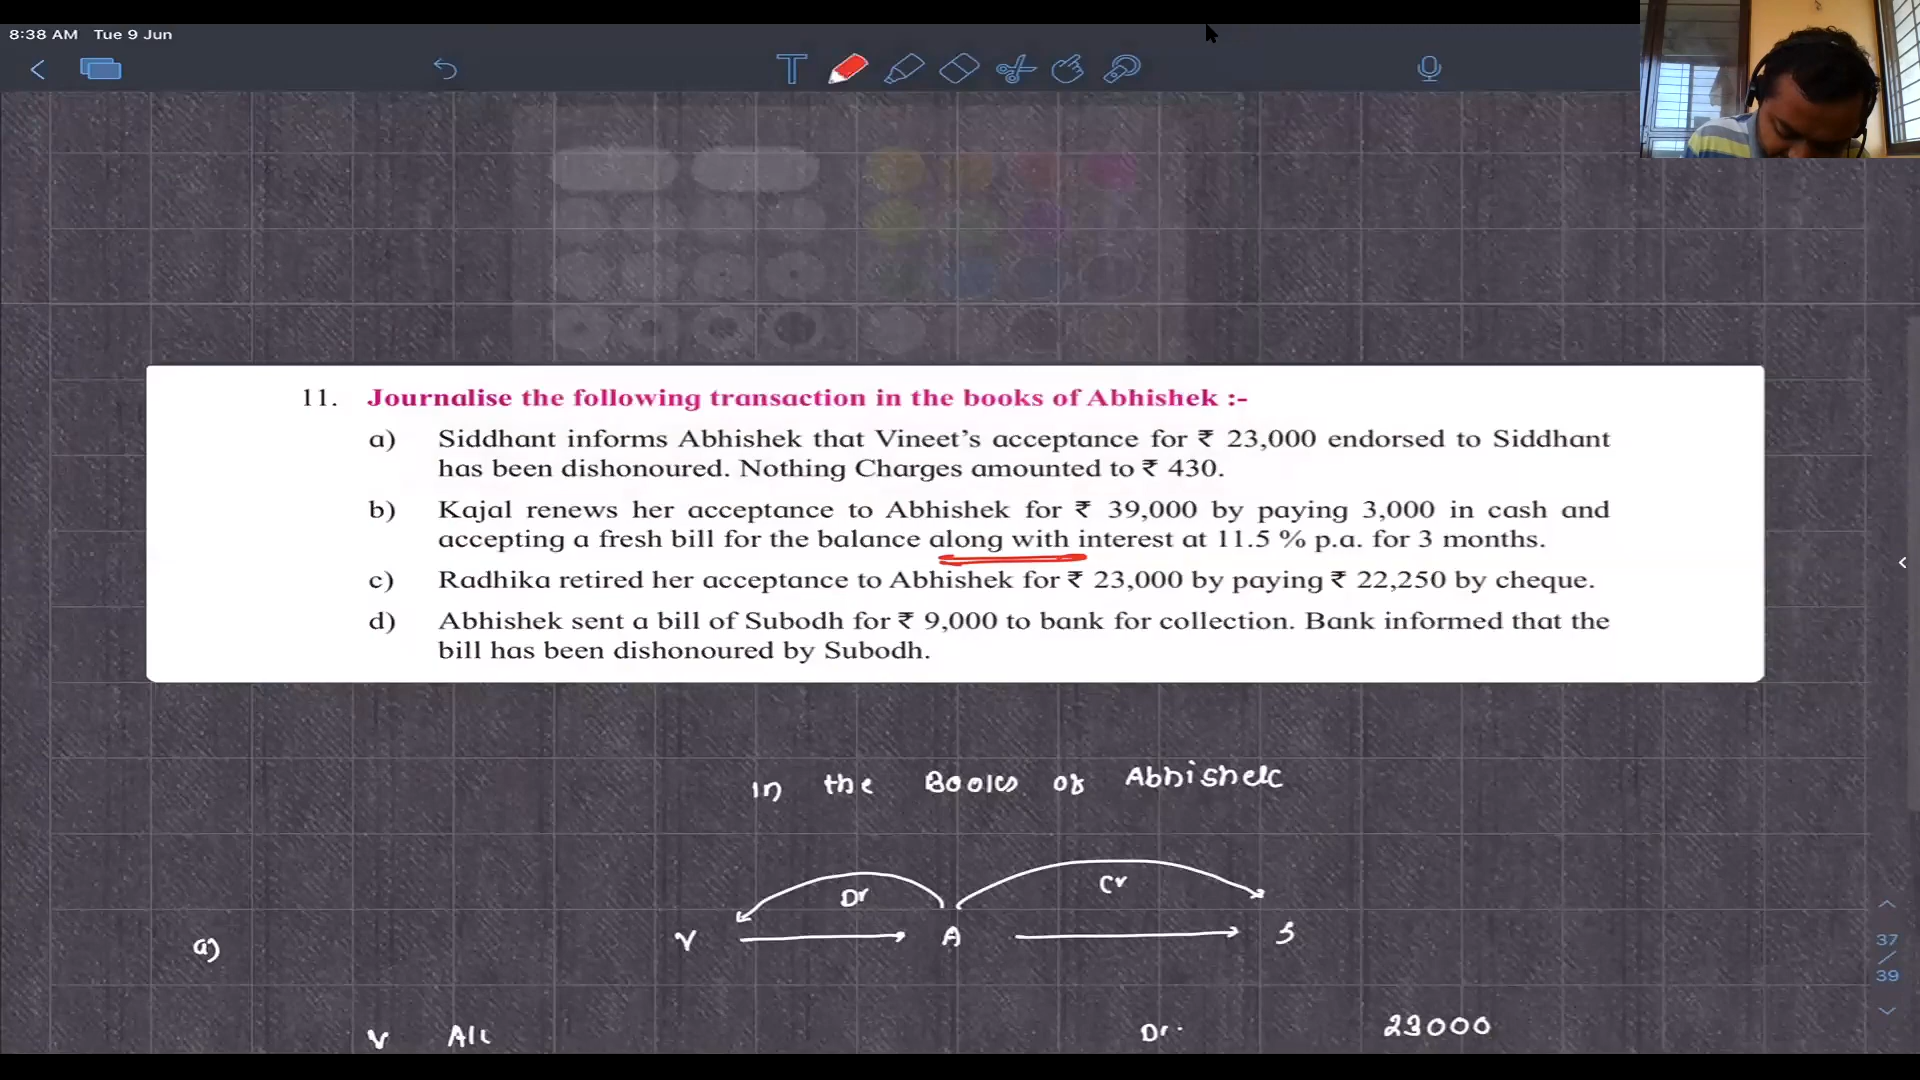 8:38 AM Tue 9 Jun
11. Journalise the following transaction in the books of Abhishek :-
a) Siddhant informs Abhishek that Vineet's acceptance for ₹ 23,000 endorsed to Siddhant
has been dishonoured. Nothing Charges amounted to ₹ 430.
b) Kajal renews her acceptance to Abhishek for ₹ 39,000 by paying 3,000 in cash and
accepting a fresh bill for the balance along with interest at 11.5 % p.a. for 3 months.
c) Radhika retired her acceptance to Abhishek for ₹ 23,000 by paying ₹ 22,250 by cheque.
d) Abhishek sent a bill of Subodh for ₹ 9,000 to bank for collection. Bank informed that the
bill has been dishonoured by Subodh.
In the Books of Abhishek
Dr Cr
a) V A S
V A/c Dr. 23000
37
/
39